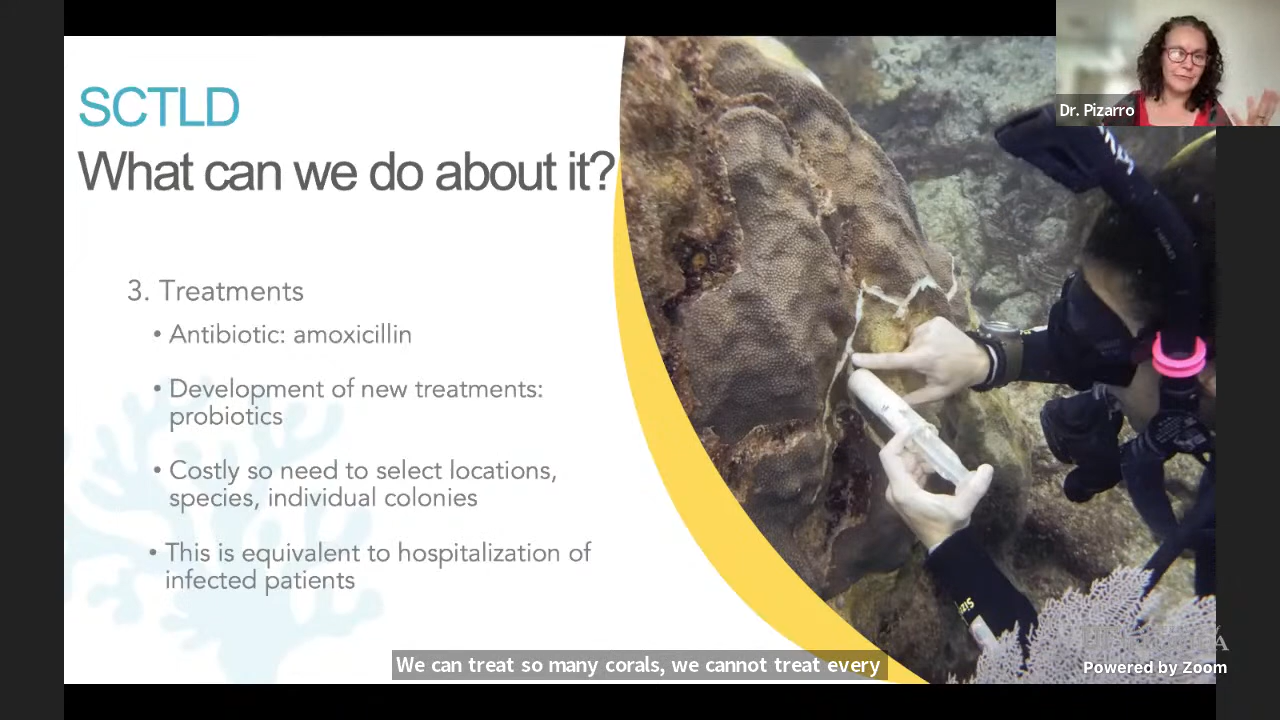 SCTLD
What can we do about it?
Dr. Pizarro
3. Treatments
• Antibiotic: amoxicillin
• Development of new treatments:
probiotics
• Costly so need to select locations,
species, individual colonies
• This is equivalent to hospitalization of
infected patients
We can treat so many corals, we cannot treat every
Powered by Zoom